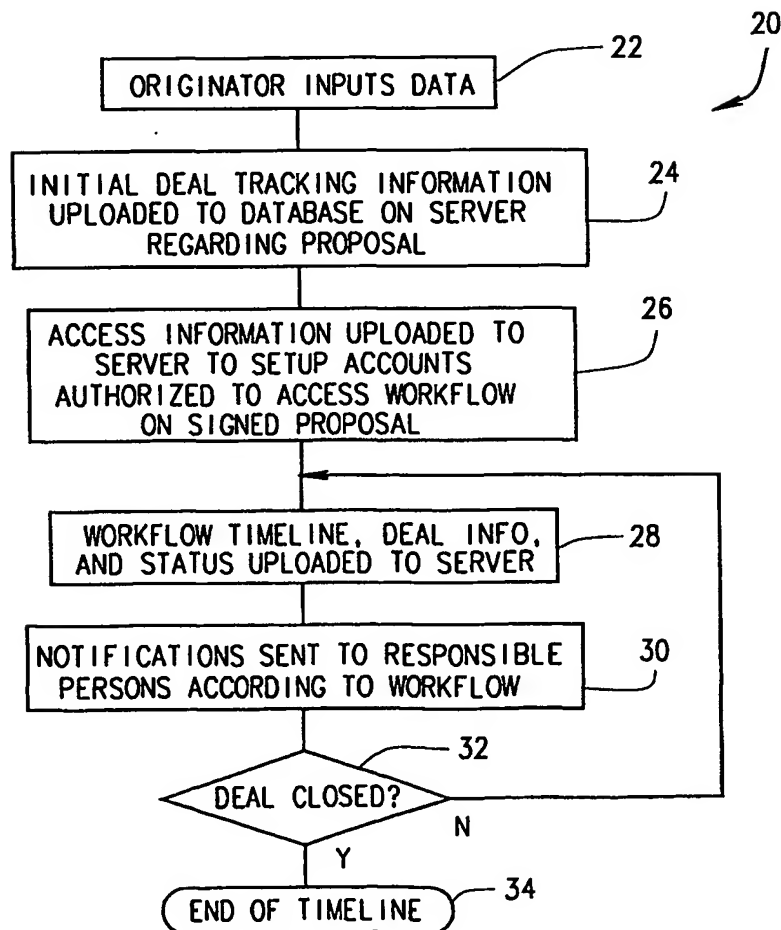 20
22
ORIGINATOR INPUTS DATA
24
INITIAL DEAL TRACKING INFORMATION
UPLOADED TO DATABASE ON SERVER
REGARDING PROPOSAL
26
ACCESS INFORMATION UPLOADED TO
SERVER TO SETUP ACCOUNTS
AUTHORIZED TO ACCESS WORKFLOW
ON SIGNED PROPOSAL
WORKFLOW TIMELINE, DEAL INFO,
AND STATUS UPLOADED TO SERVER
28
NOTIFICATIONS SENT TO RESPONSIBLE
PERSONS ACCORDING TO WORKFLOW
30
32
DEAL CLOSED?
N
Y
34
END OF TIMELINE